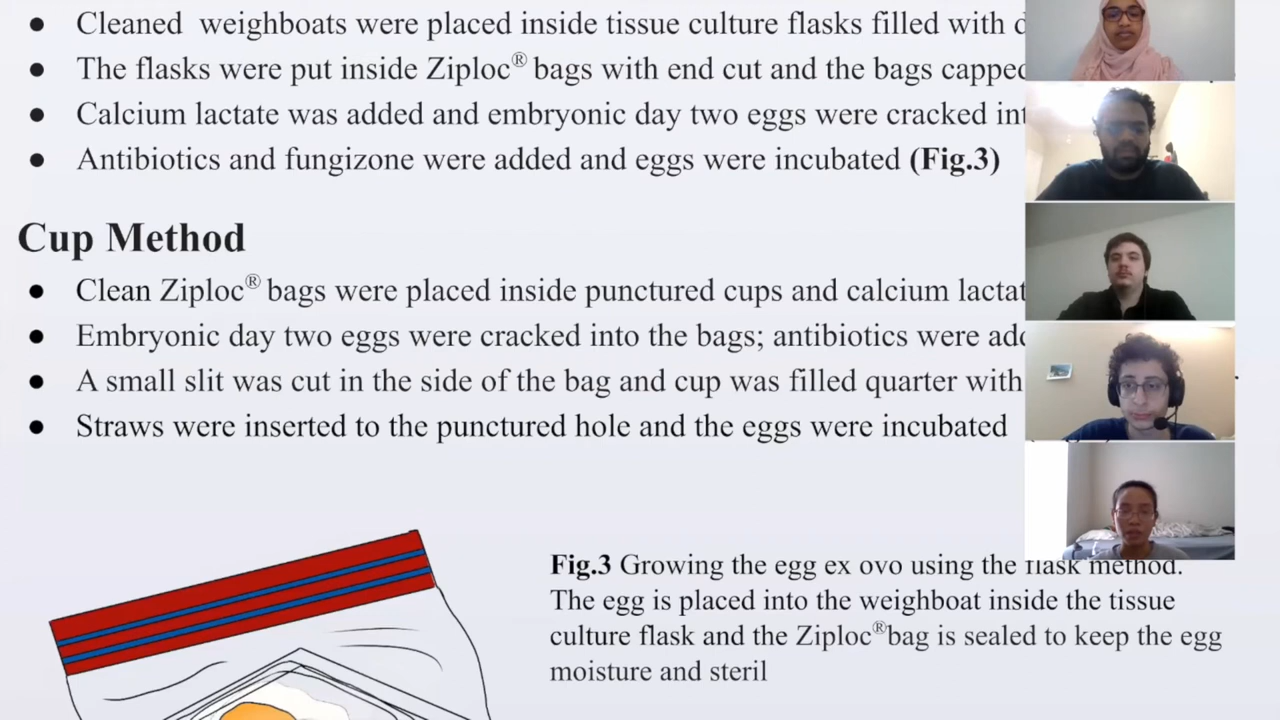 Cleaned weighboats were placed inside tissue culture flasks filled with
The flasks were put inside Ziploc® bags with end cut and the bags capped
Calcium lactate was added and embryonic day two eggs were cracked
Antibiotics and fungizone were added and eggs were incubated (Fig.3)
Cup Method
Clean Ziploc® bags were placed inside punctured cups and calcium
Embryonic day two eggs were cracked into the bags; antibiotics were
A small slit was cut in the side of the bag and cup was filled quarter with
Straws were inserted to the punctured hole and the eggs were incubated
Fig.3 Growing the egg ex ovo using the flask method.
The egg is placed into the weighboat inside the tissue
culture flask and the Ziploc®bag is sealed to keep the egg
moisture and steril